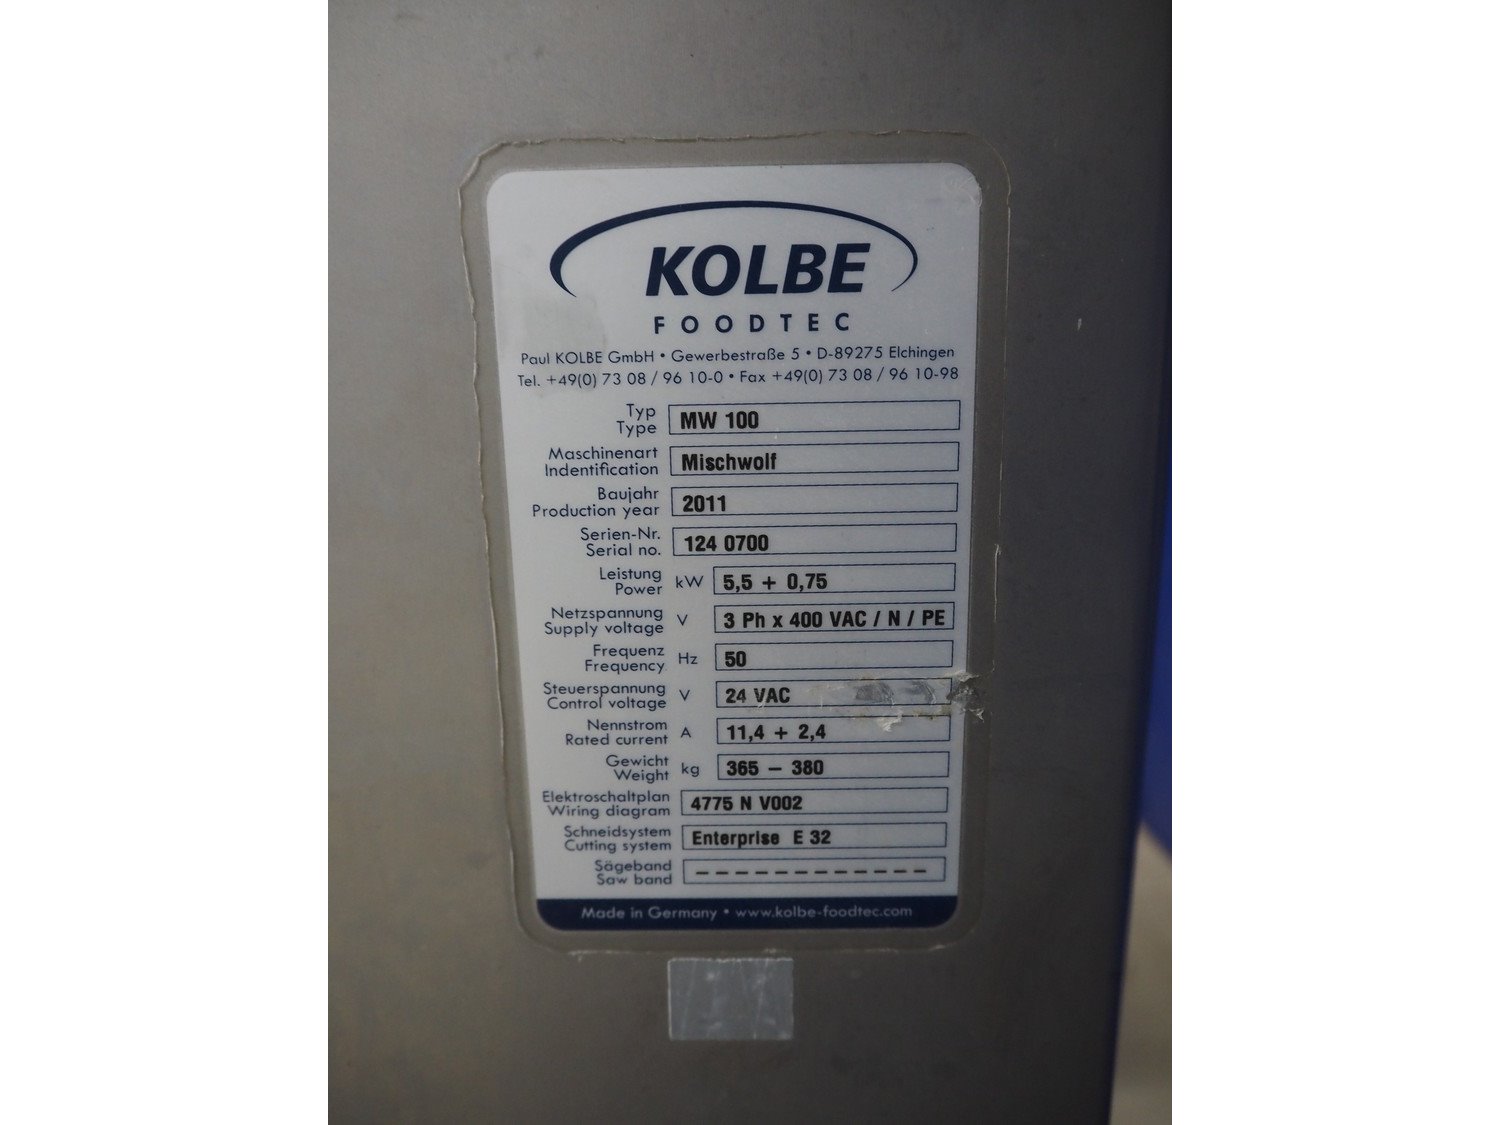 KOLBE
FOODTEC
Paul KOLBE GmbH • Gewerbestraße 5 • D-89275 Elchingen
Tel. +49(0) 73 08 / 96 10-0 • Fax +49(0) 73 08 / 96 10-98
Typ
Type
MW 100
Maschinenart
Indentification
Mischwolf
Baujahr
Production year
2011
Serien-Nr.
Serial no.
124 0700
Leistung
Power
kW
5,5 + 0,75
Netzspannung
Supply voltage
V
3 Ph x 400 VAC / N / PE
Frequenz
Frequency
Hz
50
Steuerspannung
Control voltage
V
24 VAC
Nennstrom
Rated current
A
11,4 + 2,4
Gewicht
Weight
kg
365 – 380
Elektroschaltplan
Wiring diagram
4775 N V002
Schneidsystem
Cutting system
Enterprise E 32
Sägeband
Saw band
– – – – – – – – – – – –
Made in Germany • www.kolbe-foodtec.com